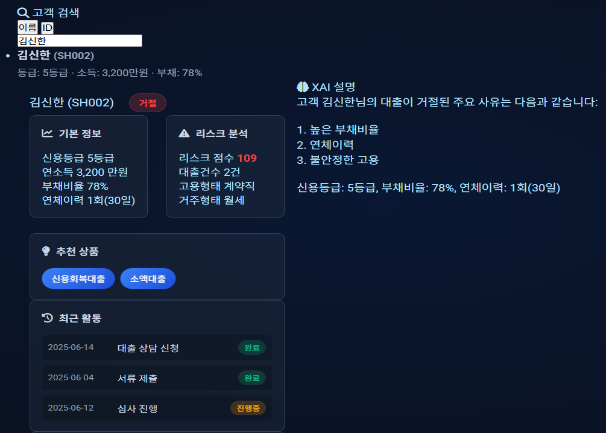 고객 검색
이름 ID
김신한
김신한 (SH002)
등급: 5등급 · 소득: 3,200만원 · 부채: 78%
김신한 (SH002) 거절
기본 정보
신용등급 5등급
연소득 3,200 만원
부채비율 78%
연체이력 1회(30일)
리스크 분석
리스크 점수 109
대출건수 2건
고용형태 계약직
거주형태 월세
추천 상품
신용회복대출 소액대출
최근 활동
2025-06-14 대출 상담 신청 완료
2025-06-04 서류 제출 완료
2025-06-12 심사 진행 진행중
XAI 설명
고객 김신한님의 대출이 거절된 주요 사유는 다음과 같습니다:
1. 높은 부채비율
2. 연체이력
3. 불안정한 고용
신용등급: 5등급, 부채비율: 78%, 연체이력: 1회(30일)